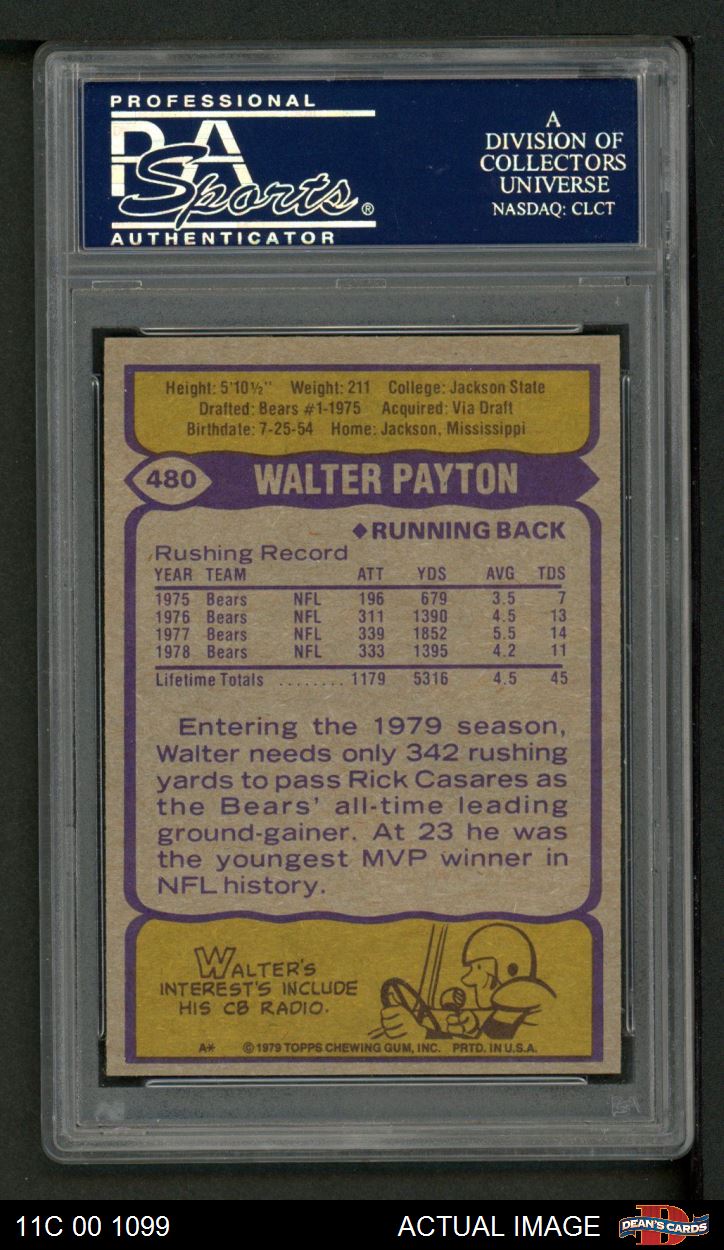 PROFESSIONAL
PSA
Sports®
AUTHENTICATOR
A
DIVISION OF
COLLECTORS
UNIVERSE
NASDAQ: CLCT
Height: 5'10½" Weight: 211 College: Jackson State
Drafted: Bears #1-1975 Acquired: Via Draft
Birthdate: 7-25-54 Home: Jackson, Mississippi
480 WALTER PAYTON
◆RUNNING BACK
Rushing Record
YEAR TEAM ATT YDS AVG TDS
1975 Bears NFL 196 679 3.5 7
1976 Bears NFL 311 1390 4.5 13
1977 Bears NFL 339 1852 5.5 14
1978 Bears NFL 333 1395 4.2 11
Lifetime Totals ........ 1179 5316 4.5 45
Entering the 1979 season,
Walter needs only 342 rushing
yards to pass Rick Casares as
the Bears' all-time leading
ground-gainer. At 23 he was
the youngest MVP winner in
NFL history.
WALTER'S
INTEREST'S INCLUDE
HIS CB RADIO.
A* ©1979 TOPPS CHEWING GUM, INC. PRTD. IN U.S.A.
11C 00 1099 ACTUAL IMAGE DEAN'S CARDS